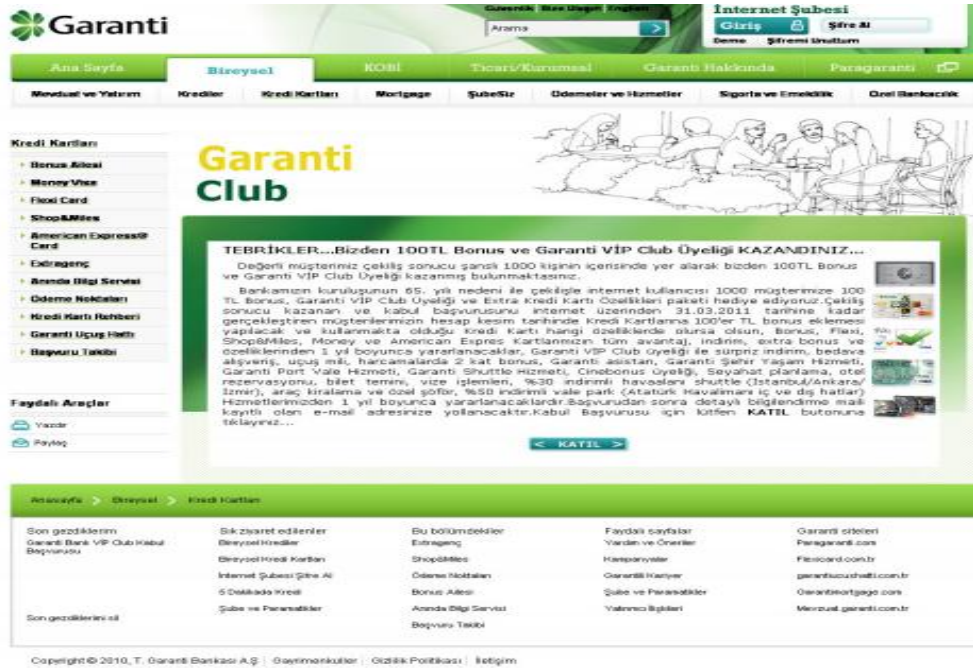 Garanti
Güvenlik Bize Ulaşın English
Arama
İnternet Şubesi
Giriş
Şifre Al
Demo Şifremi Unuttum
Ana Sayfa Bireysel KOBİ Ticari/Kurumsal Garanti Hakkında Paragaranti
Mevduat ve Yatırım Krediler Kredi Kartları Mortgage ŞubeSiz Ödemeler ve Hizmetler Sigorta ve Emeklilik Özel Bankacılık
Kredi Kartları
Bonus Ailesi
Money Visa
Flexi Card
Shop&Miles
American Express®
Card
Extragenç
Anında Bilgi Servisi
Ödeme Noktaları
Kredi Kartı Rehberi
Garanti Uçuş Hattı
Başvuru Takibi
Faydalı Araçlar
Yazdır
Paylaş
Garanti
Club
TEBRİKLER...Bizden 100TL Bonus ve Garanti VİP Club Üyeliği KAZANDINIZ...
Değerli müşterimiz çekiliş sonucu şanslı 1000 kişinin içerisinde yer alarak bizden 100TL Bonus
ve Garanti VİP Club Üyeliği kazanmış bulunmaktasınız.
Bankamızın kuruluşunun 65. yılı nedeni ile çekilişle internet kullanıcısı 1000 müşterimize 100
TL Bonus, Garanti VİP Club Üyeliği ve Extra Kredi Kartı Özellikleri paketi hediye ediyoruz.Çekiliş
sonucu kazanan ve kabul başvurusunu internet üzerinden 31.03.2011 tarihine kadar
gerçekleştiren müşterilerimizin hesap kesim tarihinde Kredi Kartlarına 100'er TL bonus eklemesi
yapılacak ve kullanmakta olduğu Kredi Kartı hangi özelliklerde olursa olsun, Bonus, Flexi,
Shop&Miles, Money ve American Expres Kartlarımızın tüm avantaj, indirim, extra bonus ve
özelliklerinden 1 yıl boyunca yararlanacaklar, Garanti VİP Club üyeliği ile sürpriz indirim, bedava
alışveriş, uçuş mili, harcamalarda 2 kat bonus, Garanti asistan, Garanti Şehir Yaşam Hizmeti,
Garanti Port Vale Hizmeti, Garanti Shuttle Hizmeti, Cinebonus üyeliği, Seyahat planlama, otel
rezervasyonu, bilet temini, vize işlemleri, %30 indirimli havaalanı shuttle (İstanbul/Ankara/
İzmir), araç kiralama ve özel şoför, %50 indirimli vale park (Atatürk Havalimanı iç ve dış hatlar)
Hizmetlerimizden 1 yıl boyunca yararlanacaklardır.Başvurudan sonra detaylı bilgilendirme maili
kayıtlı olan e-mail adresinize yollanacaktır.Kabul Başvurusu için lütfen KATIL butonuna
tıklayınız...
< KATIL >
Anasayfa > Bireysel > Kredi Kartları
Son gezdiklerim
Garanti Bank VİP Club Kabul
Başvurusu
Son gezdiklerimi sil
Sık ziyaret edilenler
Bireysel Krediler
Bireysel Kredi Kartları
İnternet Şubesi Şifre Al
5 Dakikada Kredi
Şube ve Paramatikler
Bu bölümdekiler
Extragenç
Shop&Miles
Ödeme Noktaları
Bonus Ailesi
Anında Bilgi Servisi
Başvuru Takibi
Faydalı sayfalar
Yardım ve Öneriler
Kampanyalar
Garantili Kariyer
Şube ve Paramatikler
Yatırımcı İlişkileri
Garanti siteleri
Paragaranti.com
Flexicard.com.tr
garantiucushatti.com.tr
Garantimortgage.com
Mevzuat.garanti.com.tr
Copyright © 2010, T. Garanti Bankası A.Ş | Gayrimenkuller | Gizlilik Politikası | İletişim